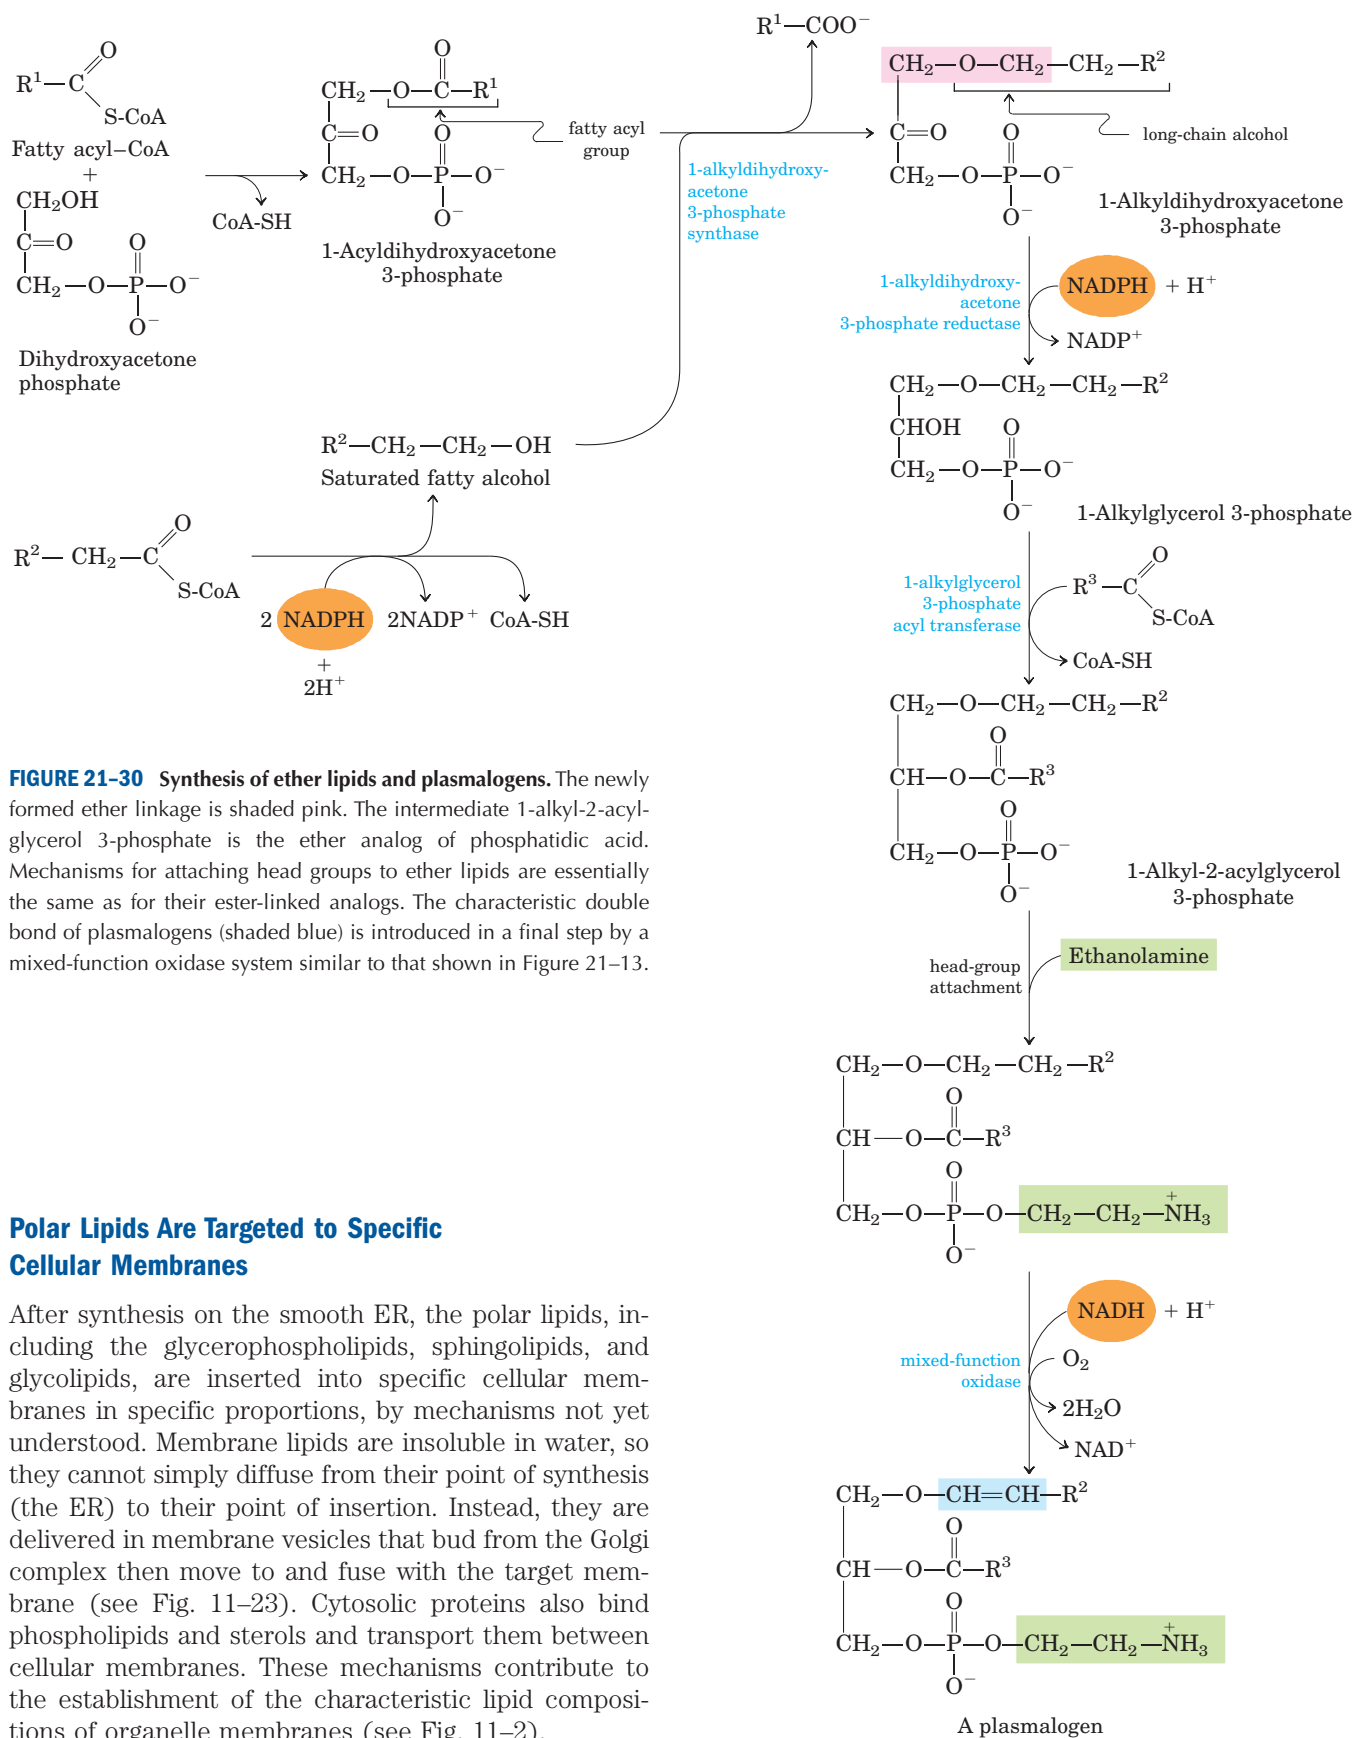 O
R¹—C
S-CoA
Fatty acyl–CoA
+
CH₂OH
C=O O
CH₂—O—P—O⁻
O⁻
Dihydroxyacetone
phosphate
CoA-SH
O
CH₂—O—C—R¹
C=O O
CH₂—O—P—O⁻
O⁻
1-Acyldihydroxyacetone
3-phosphate
fatty acyl
group
R¹—COO⁻
1-alkyldihydroxy-
acetone
3-phosphate
synthase
CH₂—O—CH₂—CH₂—R²
long-chain alcohol
C=O O
CH₂—O—P—O⁻
O⁻
1-Alkyldihydroxyacetone
3-phosphate
R²—CH₂—CH₂—OH
Saturated fatty alcohol
O
R²—CH₂—C
S-CoA
2 NADPH 2NADP⁺ CoA-SH
+
2H⁺
1-alkyldihydroxy-
acetone
3-phosphate reductase
NADPH + H⁺
NADP⁺
CH₂—O—CH₂—CH₂—R²
CHOH O
CH₂—O—P—O⁻
O⁻
1-Alkylglycerol 3-phosphate
1-alkylglycerol
3-phosphate
acyl transferase
O
R³—C
S-CoA
CoA-SH
CH₂—O—CH₂—CH₂—R²
O
CH—O—C—R³
O
CH₂—O—P—O⁻
O⁻
1-Alkyl-2-acylglycerol
3-phosphate
head-group
attachment
Ethanolamine
CH₂—O—CH₂—CH₂—R²
O
CH—O—C—R³
O
CH₂—O—P—O—CH₂—CH₂—N⁺H₃
O⁻
mixed-function
oxidase
NADH + H⁺
O₂
2H₂O
NAD⁺
CH₂—O—CH=CH—R²
O
CH—O—C—R³
O
CH₂—O—P—O—CH₂—CH₂—N⁺H₃
O⁻
A plasmalogen
FIGURE 21–30 Synthesis of ether lipids and plasmalogens. The newly
formed ether linkage is shaded pink. The intermediate 1-alkyl-2-acyl-
glycerol 3-phosphate is the ether analog of phosphatidic acid.
Mechanisms for attaching head groups to ether lipids are essentially
the same as for their ester-linked analogs. The characteristic double
bond of plasmalogens (shaded blue) is introduced in a final step by a
mixed-function oxidase system similar to that shown in Figure 21–13.
Polar Lipids Are Targeted to Specific
Cellular Membranes
After synthesis on the smooth ER, the polar lipids, in-
cluding the glycerophospholipids, sphingolipids, and
glycolipids, are inserted into specific cellular mem-
branes in specific proportions, by mechanisms not yet
understood. Membrane lipids are insoluble in water, so
they cannot simply diffuse from their point of synthesis
(the ER) to their point of insertion. Instead, they are
delivered in membrane vesicles that bud from the Golgi
complex then move to and fuse with the target mem-
brane (see Fig. 11–23). Cytosolic proteins also bind
phospholipids and sterols and transport them between
cellular membranes. These mechanisms contribute to
the establishment of the characteristic lipid composi-
tions of organelle membranes (see Fig. 11–2).